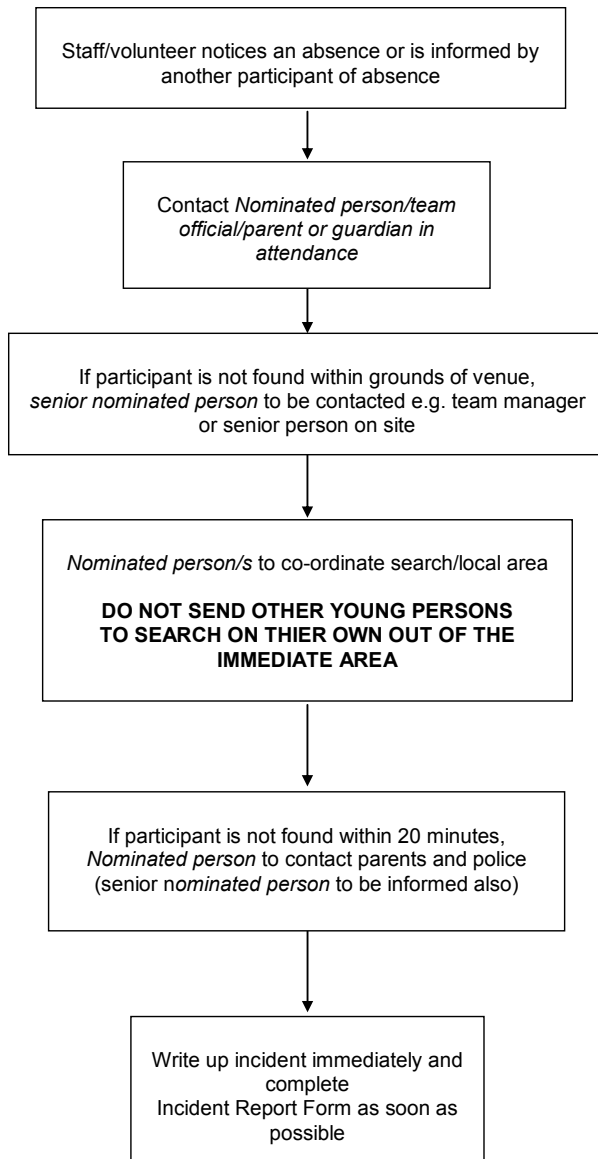 Staff/volunteer notices an absence or is informed by
another participant of absence
Contact Nominated person/team
official/parent or guardian in
attendance
If participant is not found within grounds of venue,
senior nominated person to be contacted e.g. team manager
or senior person on site
Nominated person/s to co-ordinate search/local area
DO NOT SEND OTHER YOUNG PERSONS
TO SEARCH ON THIER OWN OUT OF THE
IMMEDIATE AREA
If participant is not found within 20 minutes,
Nominated person to contact parents and police
(senior nominated person to be informed also)
Write up incident immediately and
complete
Incident Report Form as soon as
possible